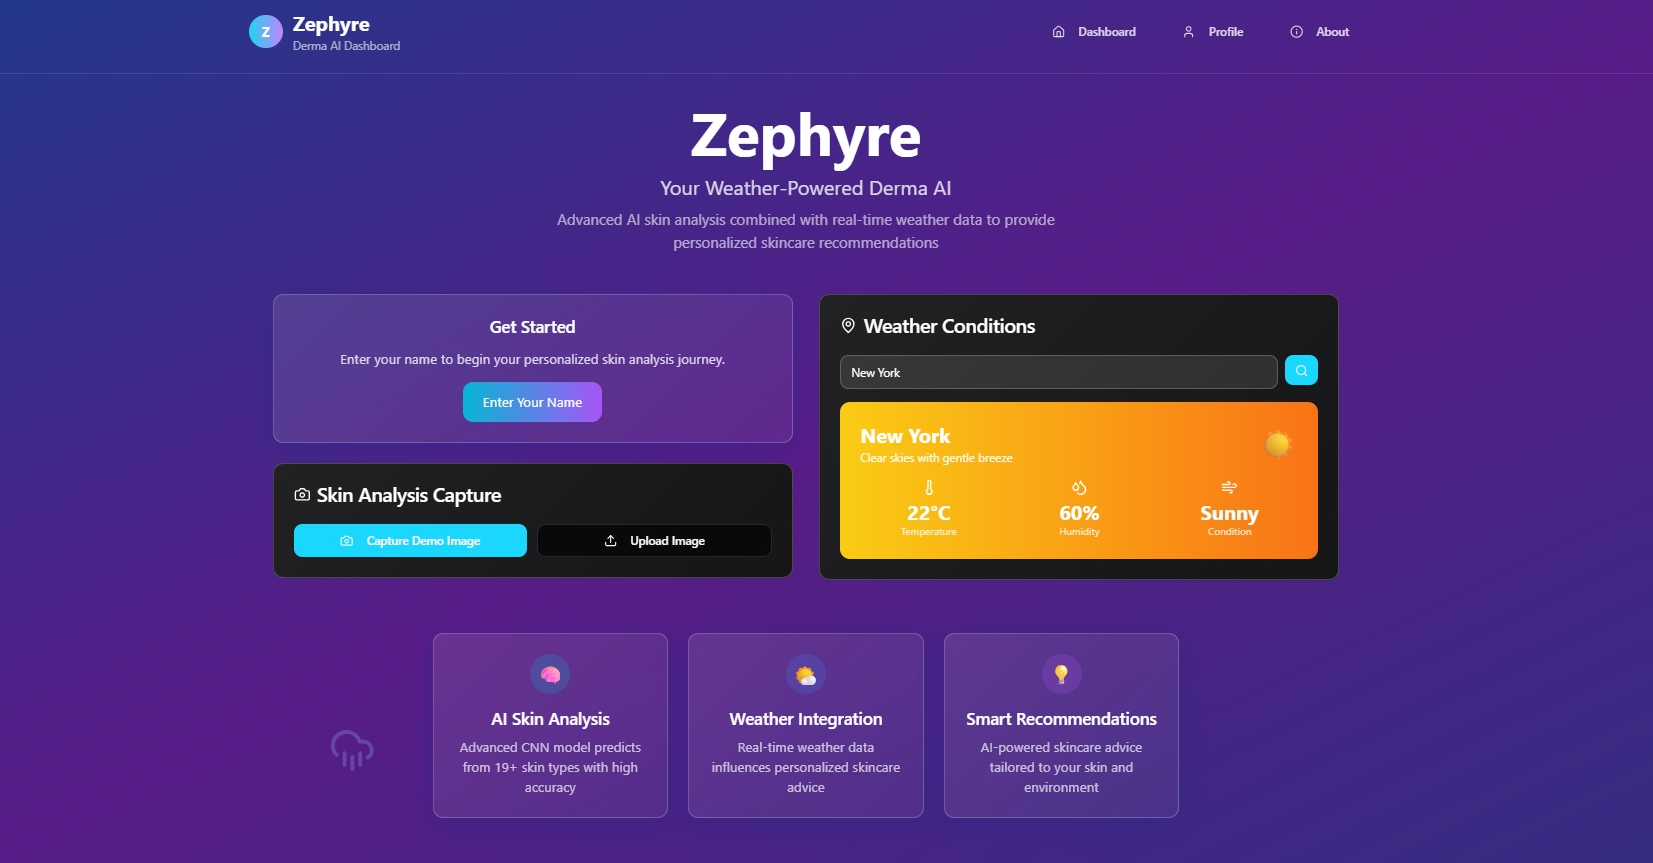 Z
Zephyre
Derma AI Dashboard
Dashboard
Profile
About
Zephyre
Your Weather-Powered Derma AI
Advanced AI skin analysis combined with real-time weather data to provide
personalized skincare recommendations
Get Started
Enter your name to begin your personalized skin analysis journey.
Enter Your Name
Skin Analysis Capture
Capture Demo Image
Upload Image
Weather Conditions
New York
New York
Clear skies with gentle breeze
22°C
Temperature
60%
Humidity
Sunny
Condition
AI Skin Analysis
Advanced CNN model predicts
from 19+ skin types with high
accuracy
Weather Integration
Real-time weather data
influences personalized skincare
advice
Smart Recommendations
AI-powered skincare advice
tailored to your skin and
environment